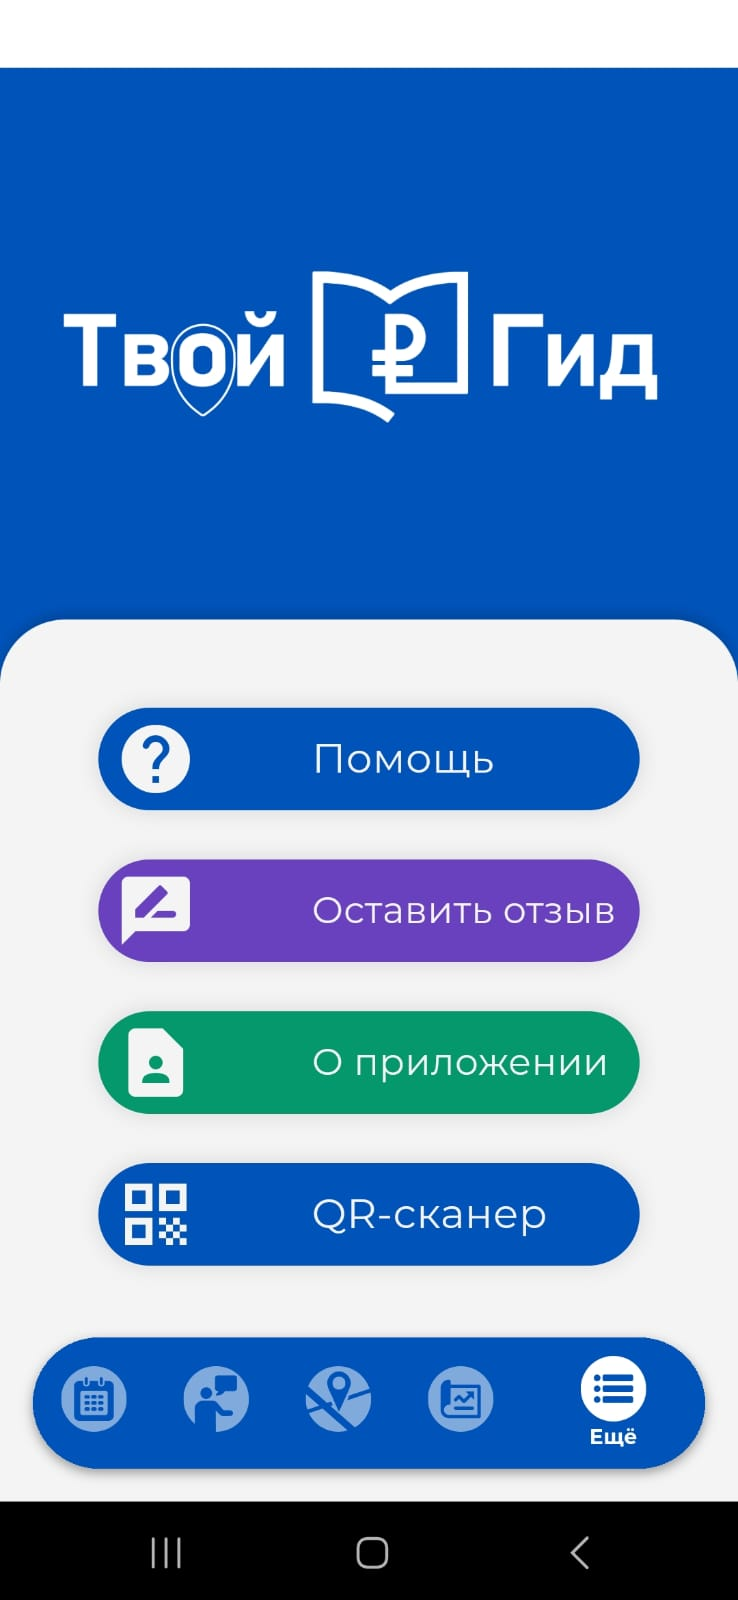 Твой ₽ Гид
Помощь
Оставить отзыв
О приложении
QR-сканер
Ещё